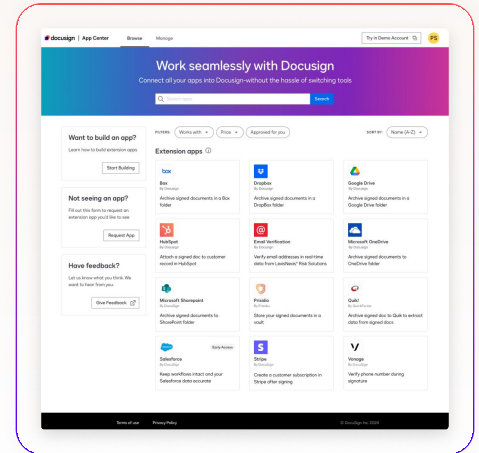 docusign | App Center
Browse
Manage
Try in Demo Account
PS
Work seamlessly with Docusign
Connect all your apps into Docusign-without the hassle of switching tools
Search apps
Search
Want to build an app?
Learn how to build extension apps
Start Building
Not seeing an app?
Fill out this form to request an
extension app you'd like to see
Request App
Have feedback?
Let us know what you think. We
want to hear from you.
Give Feedback
FILTERS:
Works with
Price
Approved for you
SORT BY:
Name (A-Z)
Extension apps
box
Box
By Docusign
Archive signed documents in a Box
folder
Dropbox
By Docusign
Archive signed documents in a
DropBox folder
Google Drive
By Docusign
Archive signed documents in a
Google Drive folder
HubSpot
By Docusign
Attach a signed doc to customer
record in HubSpot
Email Verification
By Docusign
Verify email addresses in real-time
data from LexisNexis® Risk Solutions
Microsoft OneDrive
By Docusign
Archive signed documents to
OneDrive folder
Microsoft Sharepoint
By DocuSign
Archive signed documents to
SharePoint folder
Prisidio
By Prisidio
Store your signed documents in a
vault
Quik!
Archive signed doc to Quik to extract
data from signed docs
Early Access
Salesforce
By DocuSign
Keep workflows instact and your
Salesforce data accurate
Stripe
By DocuSign
Create a customer subscription in
Stripe after signing
Vonage
By DocuSign
Verify phone number during
signature
Terms of use
Privacy Policy
© DocuSign Inc. 2024